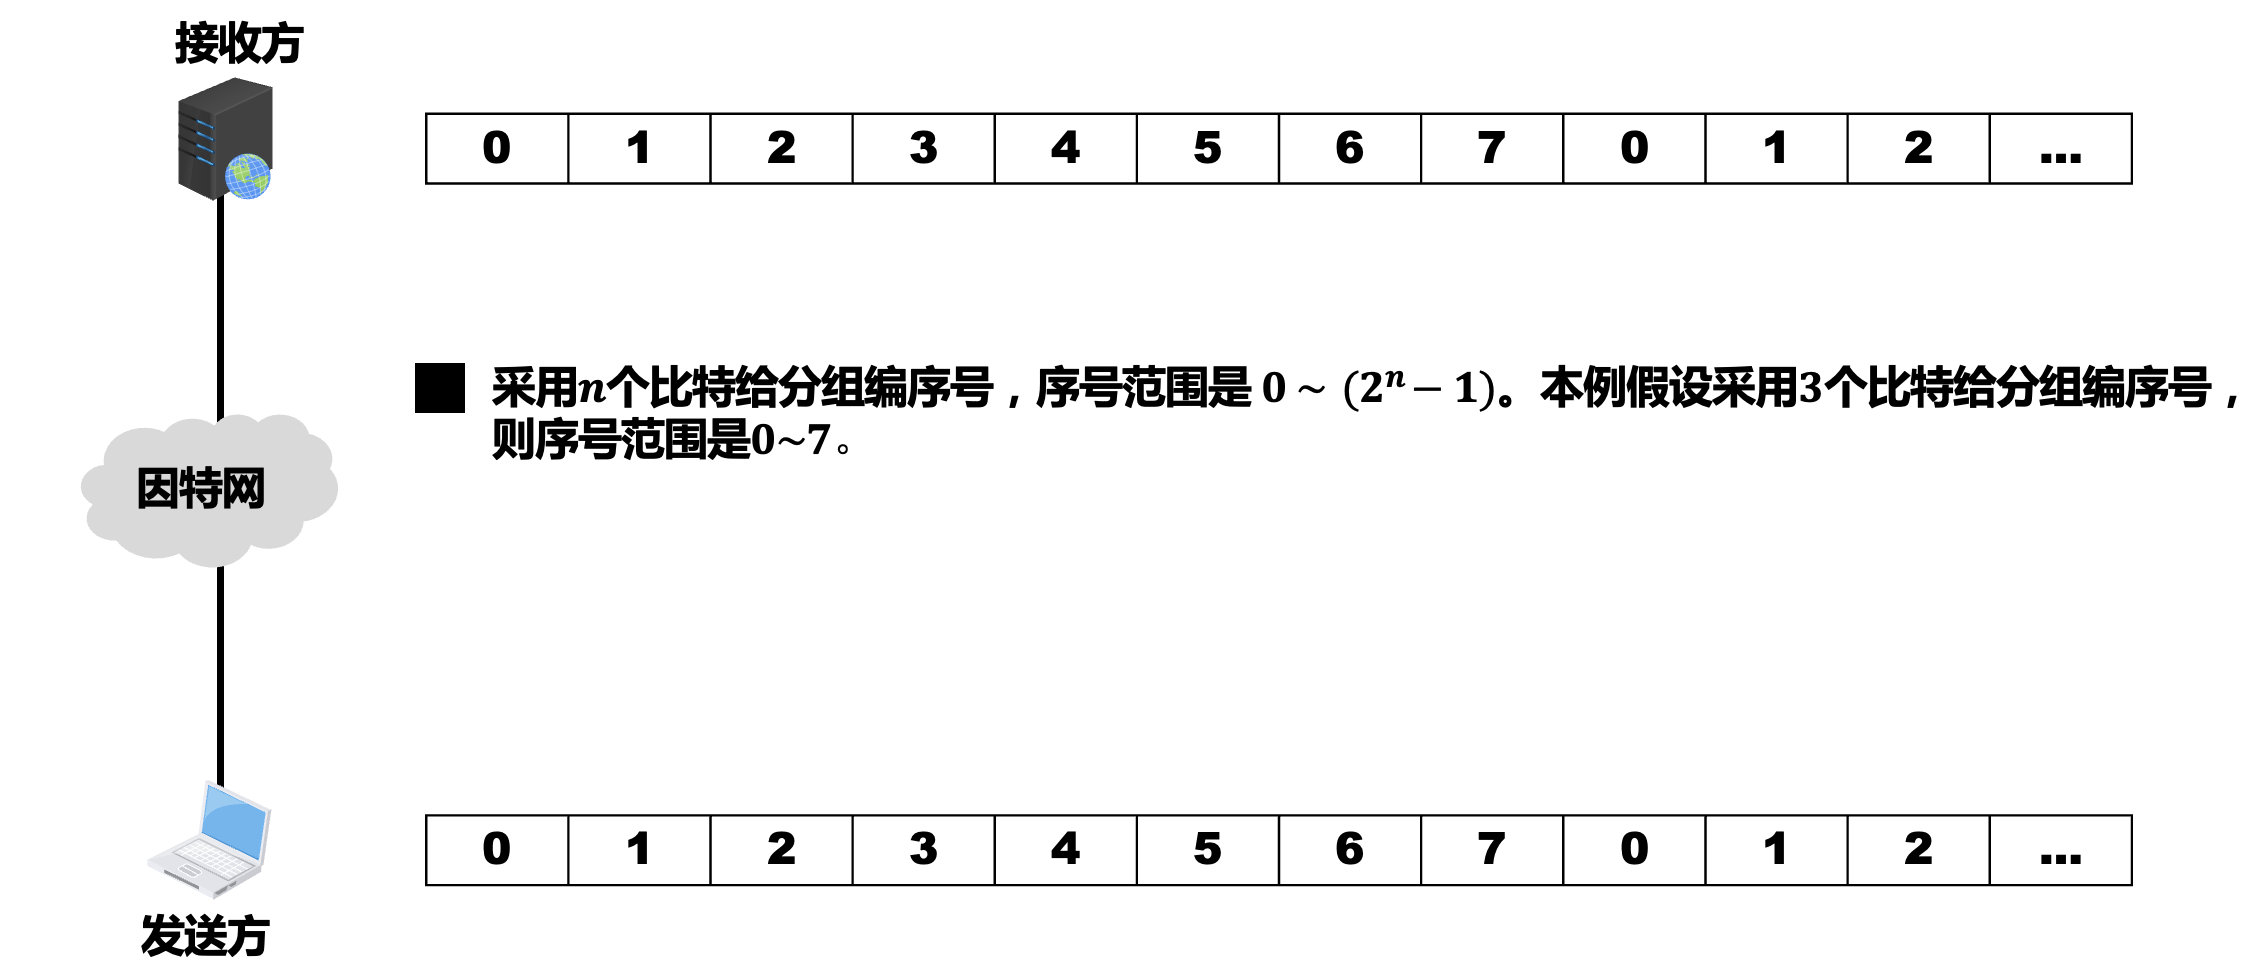 接收方
0 1 2 3 4 5 6 7 0 1 2 ...
采用n个比特给分组编序号，序号范围是 0 ~ (2ⁿ − 1)。本例假设采用3个比特给分组编序号，
则序号范围是0~7。
因特网
0 1 2 3 4 5 6 7 0 1 2 ...
发送方